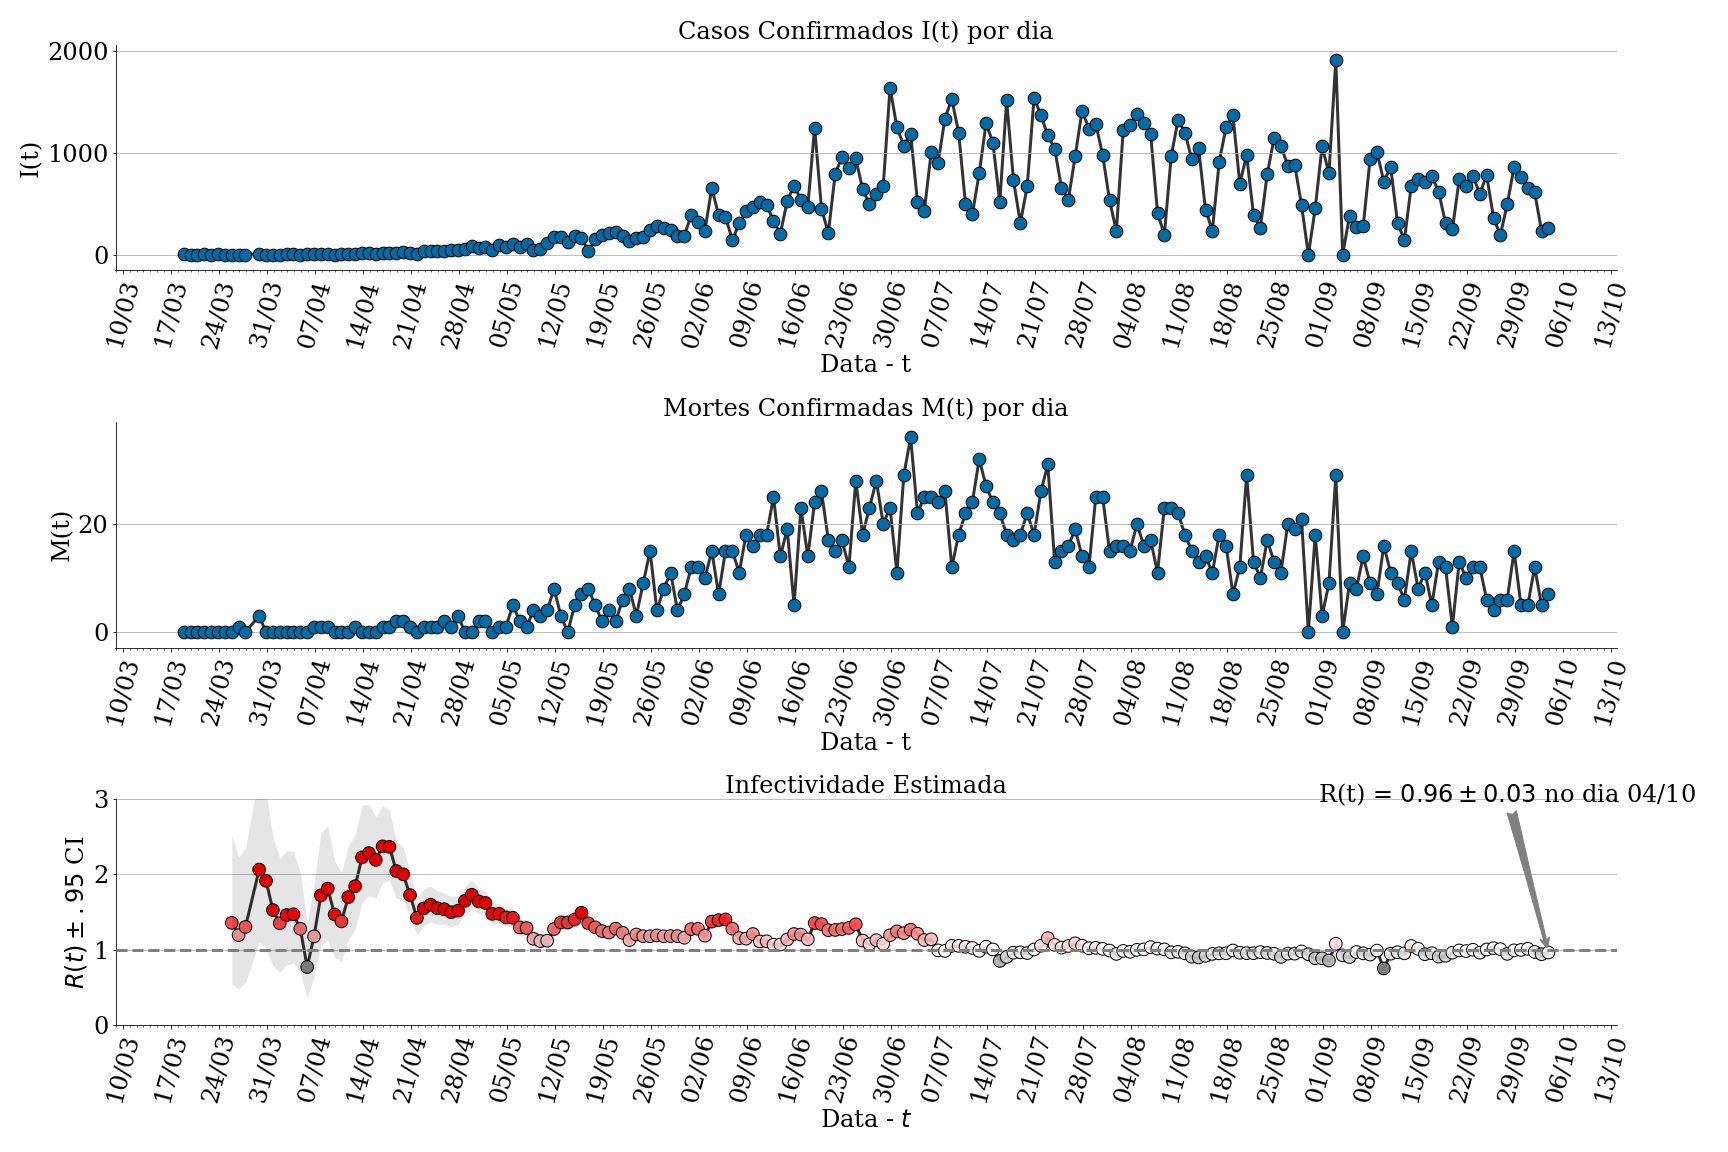 Casos Confirmados I(t) por dia
2000
1000
0
I(t)
10/03 17/03 24/03 31/03 07/04 14/04 21/04 28/04 05/05 12/05 19/05 26/05 02/06 09/06 16/06 23/06 30/06 07/07 14/07 21/07 28/07 04/08 11/08 18/08 25/08 01/09 08/09 15/09 22/09 29/09 06/10 13/10
Data - t
Mortes Confirmadas M(t) por dia
20
0
M(t)
10/03 17/03 24/03 31/03 07/04 14/04 21/04 28/04 05/05 12/05 19/05 26/05 02/06 09/06 16/06 23/06 30/06 07/07 14/07 21/07 28/07 04/08 11/08 18/08 25/08 01/09 08/09 15/09 22/09 29/09 06/10 13/10
Data - t
Infectividade Estimada
R(t) = 0.96 ± 0.03 no dia 04/10
3
2
1
0
R(t) ± .95 CI
10/03 17/03 24/03 31/03 07/04 14/04 21/04 28/04 05/05 12/05 19/05 26/05 02/06 09/06 16/06 23/06 30/06 07/07 14/07 21/07 28/07 04/08 11/08 18/08 25/08 01/09 08/09 15/09 22/09 29/09 06/10 13/10
Data - t